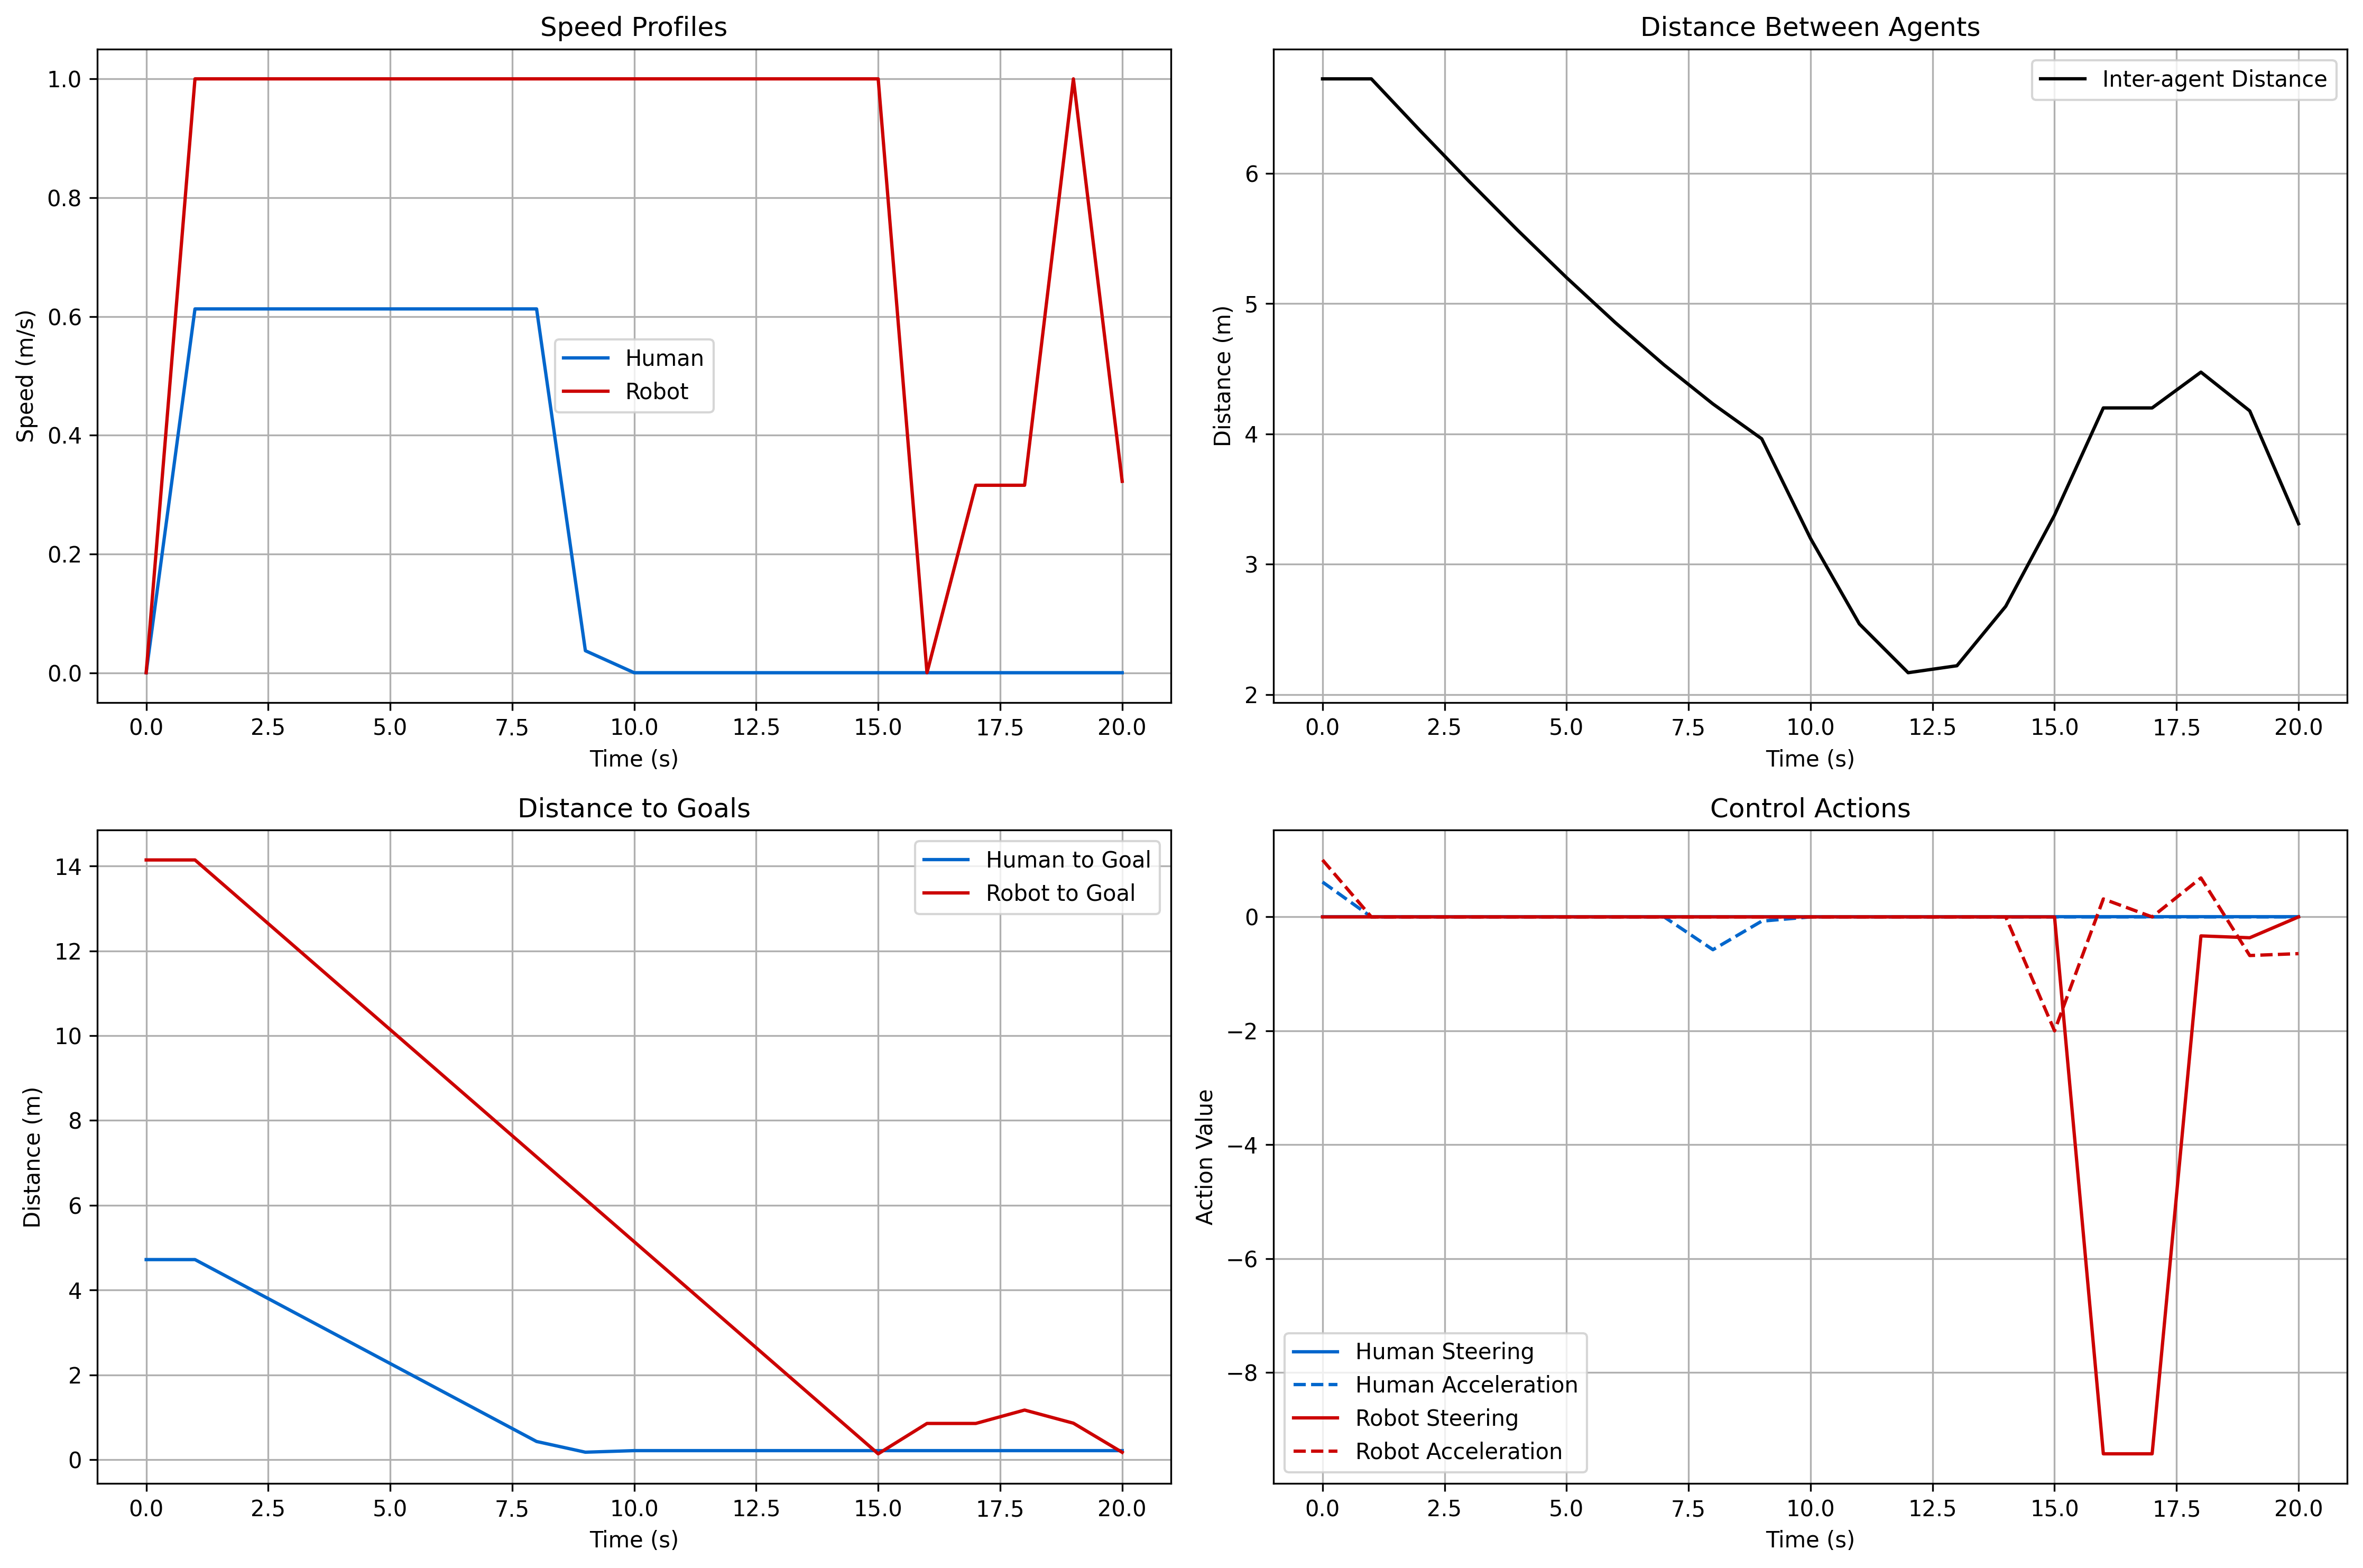 Speed Profiles
Speed (m/s)
1.0
0.8
0.6
0.4
0.2
0.0
Human
Robot
0.0 2.5 5.0 7.5 10.0 12.5 15.0 17.5 20.0
Time (s)
Distance Between Agents
Distance (m)
6
5
4
3
2
Inter-agent Distance
0.0 2.5 5.0 7.5 10.0 12.5 15.0 17.5 20.0
Time (s)
Distance to Goals
Distance (m)
14
12
10
8
6
4
2
0
Human to Goal
Robot to Goal
0.0 2.5 5.0 7.5 10.0 12.5 15.0 17.5 20.0
Time (s)
Control Actions
Action Value
0
−2
−4
−6
−8
Human Steering
Human Acceleration
Robot Steering
Robot Acceleration
0.0 2.5 5.0 7.5 10.0 12.5 15.0 17.5 20.0
Time (s)